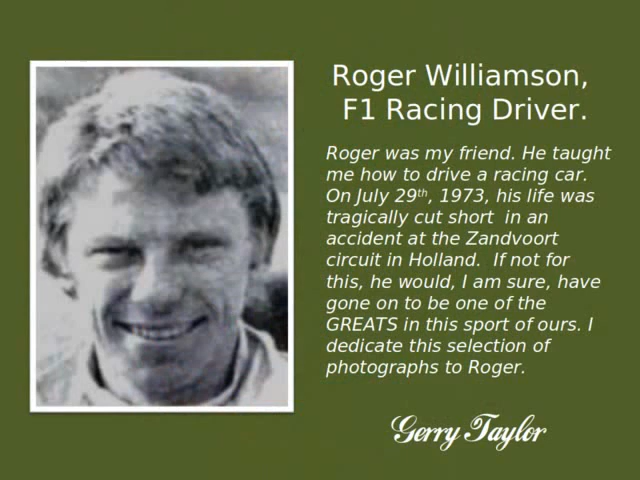 Roger Williamson,
F1 Racing Driver.
Roger was my friend. He taught
me how to drive a racing car.
On July 29th, 1973, his life was
tragically cut short in an
accident at the Zandvoort
circuit in Holland. If not for
this, he would, I am sure, have
gone on to be one of the
GREATS in this sport of ours. I
dedicate this selection of
photographs to Roger.
Gerry Taylor